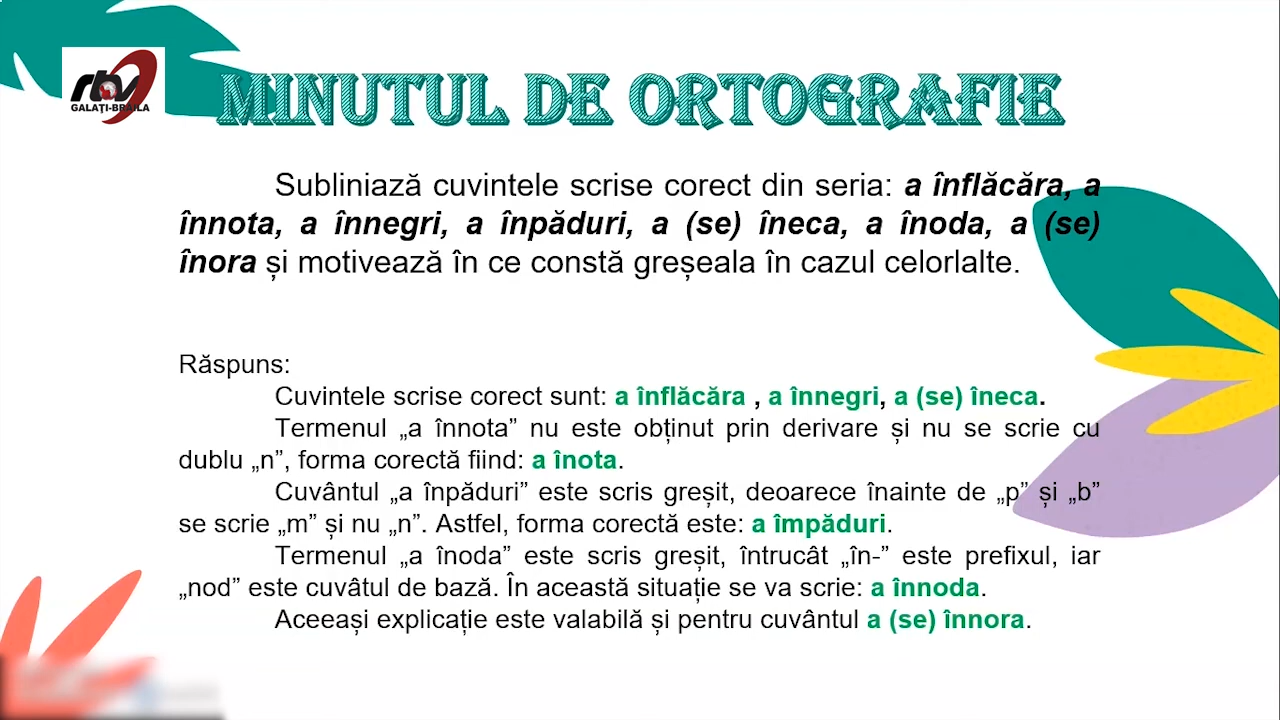 rtv
GALAȚI-BRĂILA
MINUTUL DE ORTOGRAFIE
Subliniază cuvintele scrise corect din seria: a înflăcăra, a
înnota, a înnegri, a înpăduri, a (se) îneca, a înoda, a (se)
înora și motivează în ce constă greșeala în cazul celorlalte.
Răspuns:
Cuvintele scrise corect sunt: a înflăcăra , a înnegri, a (se) îneca.
Termenul „a înnota” nu este obținut prin derivare și nu se scrie cu
dublu „n”, forma corectă fiind: a înota.
Cuvântul „a înpăduri” este scris greșit, deoarece înainte de „p” și „b”
se scrie „m” și nu „n”. Astfel, forma corectă este: a împăduri.
Termenul „a înoda” este scris greșit, întrucât „în-” este prefixul, iar
„nod” este cuvâtul de bază. În această situație se va scrie: a înnoda.
Aceeași explicație este valabilă și pentru cuvântul a (se) înnora.